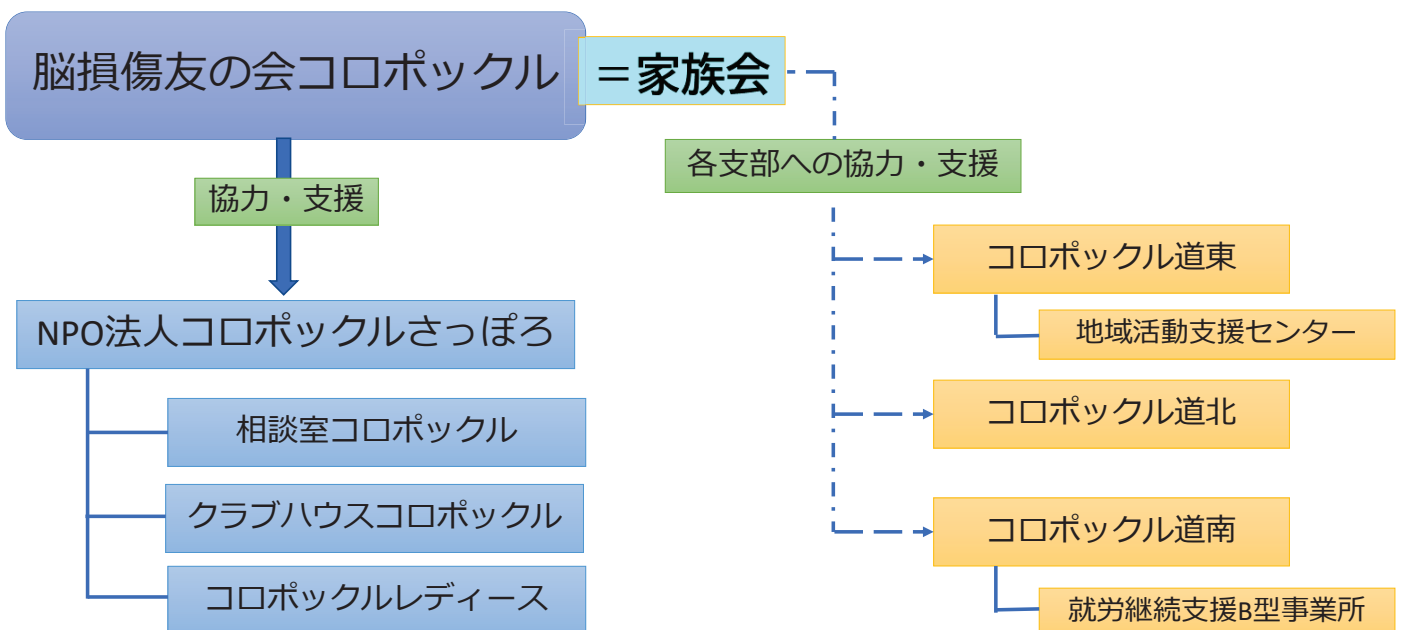 脳損傷友の会コロポックル
＝家族会
協力・支援
NPO法人コロポックルさっぽろ
相談室コロポックル
クラブハウスコロポックル
コロポックルレディース
各支部への協力・支援
コロポックル道東
地域活動支援センター
コロポックル道北
コロポックル道南
就労継続支援B型事業所